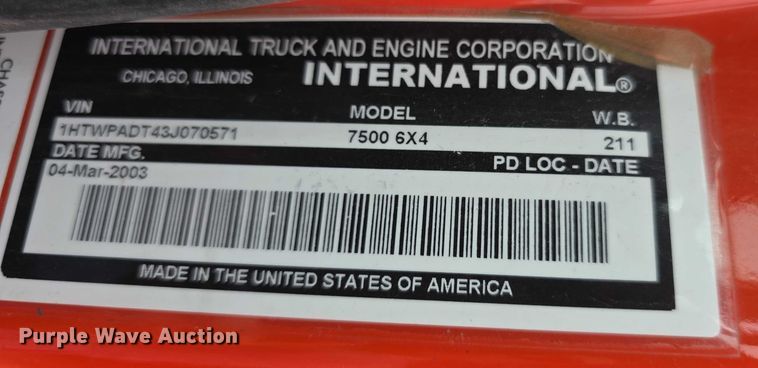 INTERNATIONAL TRUCK AND ENGINE CORPORATION
CHICAGO, ILLINOIS INTERNATIONAL®
VIN MODEL W.B.
1HTWPADT43J070571 7500 6X4 211
DATE MFG. PD LOC - DATE
04-Mar-2003
MADE IN THE UNITED STATES OF AMERICA
Purple Wave Auction